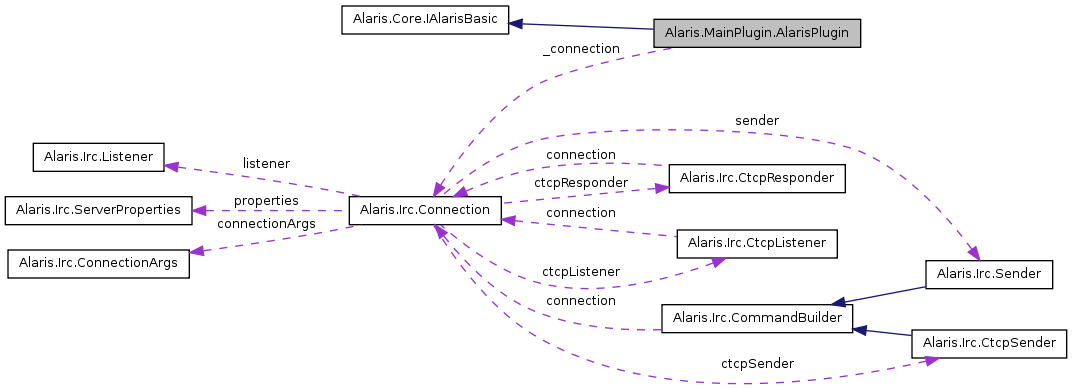 Alaris.Core.IAlarisBasic
Alaris.MainPlugin.AlarisPlugin
_connection
sender
Alaris.Irc.Listener
listener
connection
Alaris.Irc.CtcpResponder
ctcpResponder
Alaris.Irc.ServerProperties
properties
Alaris.Irc.Connection
connection
connectionArgs
Alaris.Irc.CtcpListener
Alaris.Irc.ConnectionArgs
ctcpListener
Alaris.Irc.Sender
connection
Alaris.Irc.CommandBuilder
Alaris.Irc.CtcpSender
ctcpSender